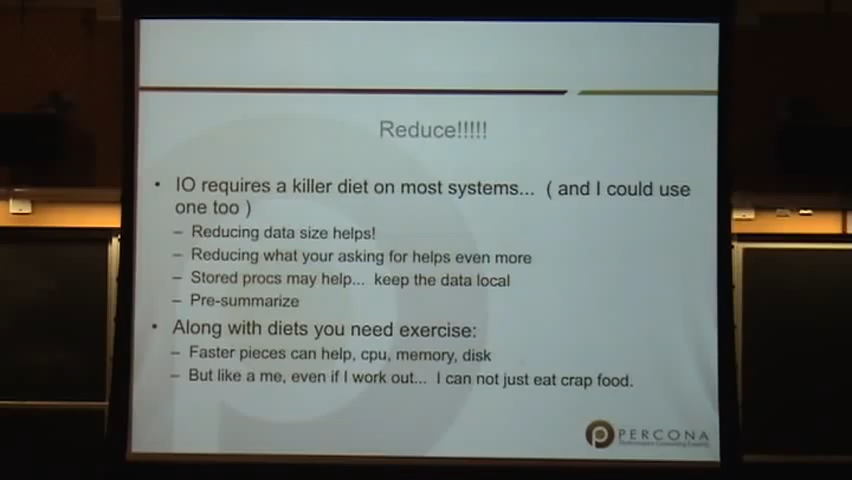 Reduce!!!!!
• IO requires a killer diet on most systems... ( and I could use
one too )
– Reducing data size helps!
– Reducing what your asking for helps even more
– Stored procs may help... keep the data local
– Pre-summarize
• Along with diets you need exercise:
– Faster pieces can help, cpu, memory, disk
– But like a me, even if I work out... I can not just eat crap food.
PERCONA